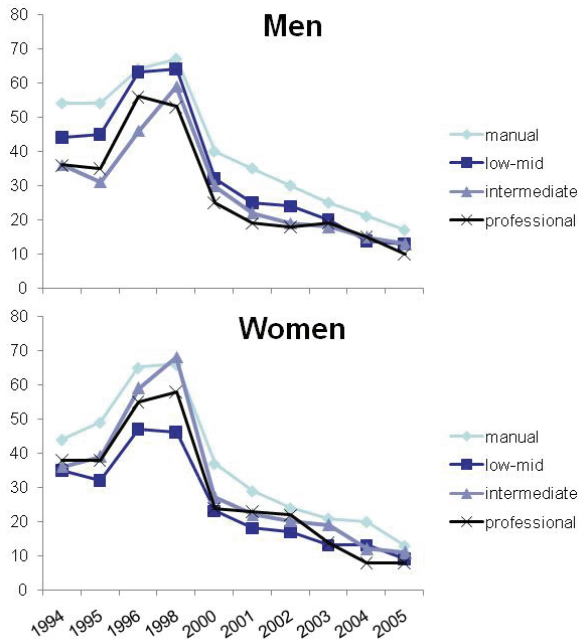 Men
80
70
60
50
40
30
20
10
0
manual
low-mid
intermediate
professional
Women
80
70
60
50
40
30
20
10
0
manual
low-mid
intermediate
professional
1994 1995 1996 1998 2000 2001 2002 2003 2004 2005